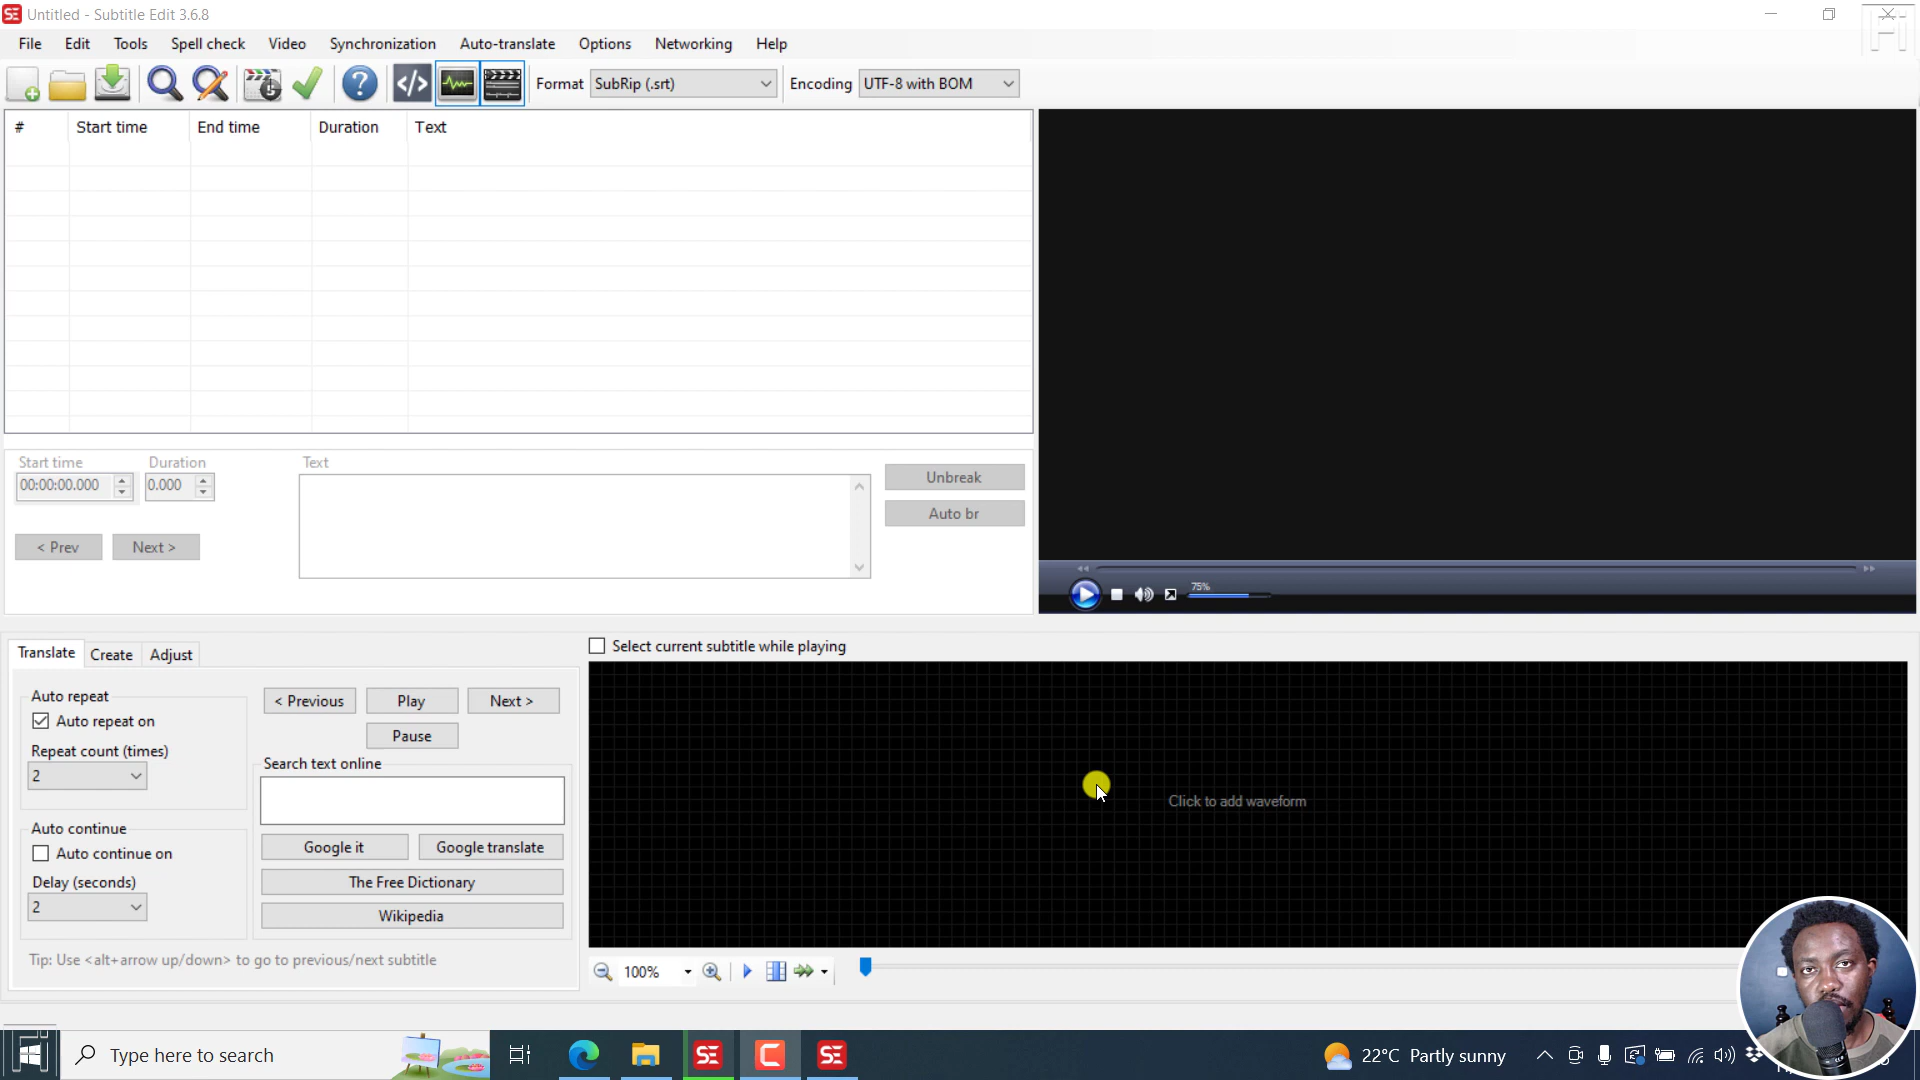 SE Untitled - Subtitle Edit 3.6.8
File Edit Tools Spell check Video Synchronization Auto-translate Options Networking Help
Format SubRip (.srt) Encoding UTF-8 with BOM
# Start time End time Duration Text
Start time Duration Text
00:00:00.000 0.000
Unbreak
Auto br
< Prev Next >
75%
Translate Create Adjust
Select current subtitle while playing
Auto repeat
Auto repeat on
Repeat count (times)
2
< Previous Play Next >
Pause
Search text online
Click to add waveform
Auto continue
Auto continue on
Delay (seconds)
2
Google it Google translate
The Free Dictionary
Wikipedia
Tip: Use <alt+arrow up/down> to go to previous/next subtitle
100%
Type here to search
SE
SE
22°C Partly sunny